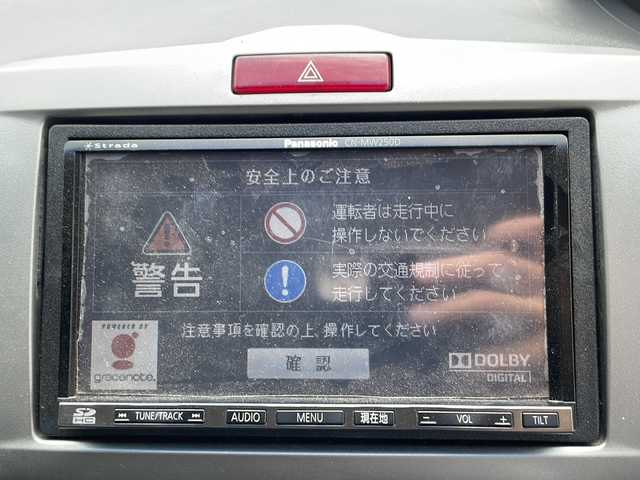 Strada
Panasonic CN-MW250D
安全上のご注意
警告
運転者は走行中に
操作しないでください
実際の交通規制に従って
走行してください
注意事項を確認の上、操作してください
POWERED BY
gracenote.
確 認
DOLBY
DIGITAL
SD
HC
TUNE/TRACK
AUDIO
MENU
現在地
− VOL +
TILT